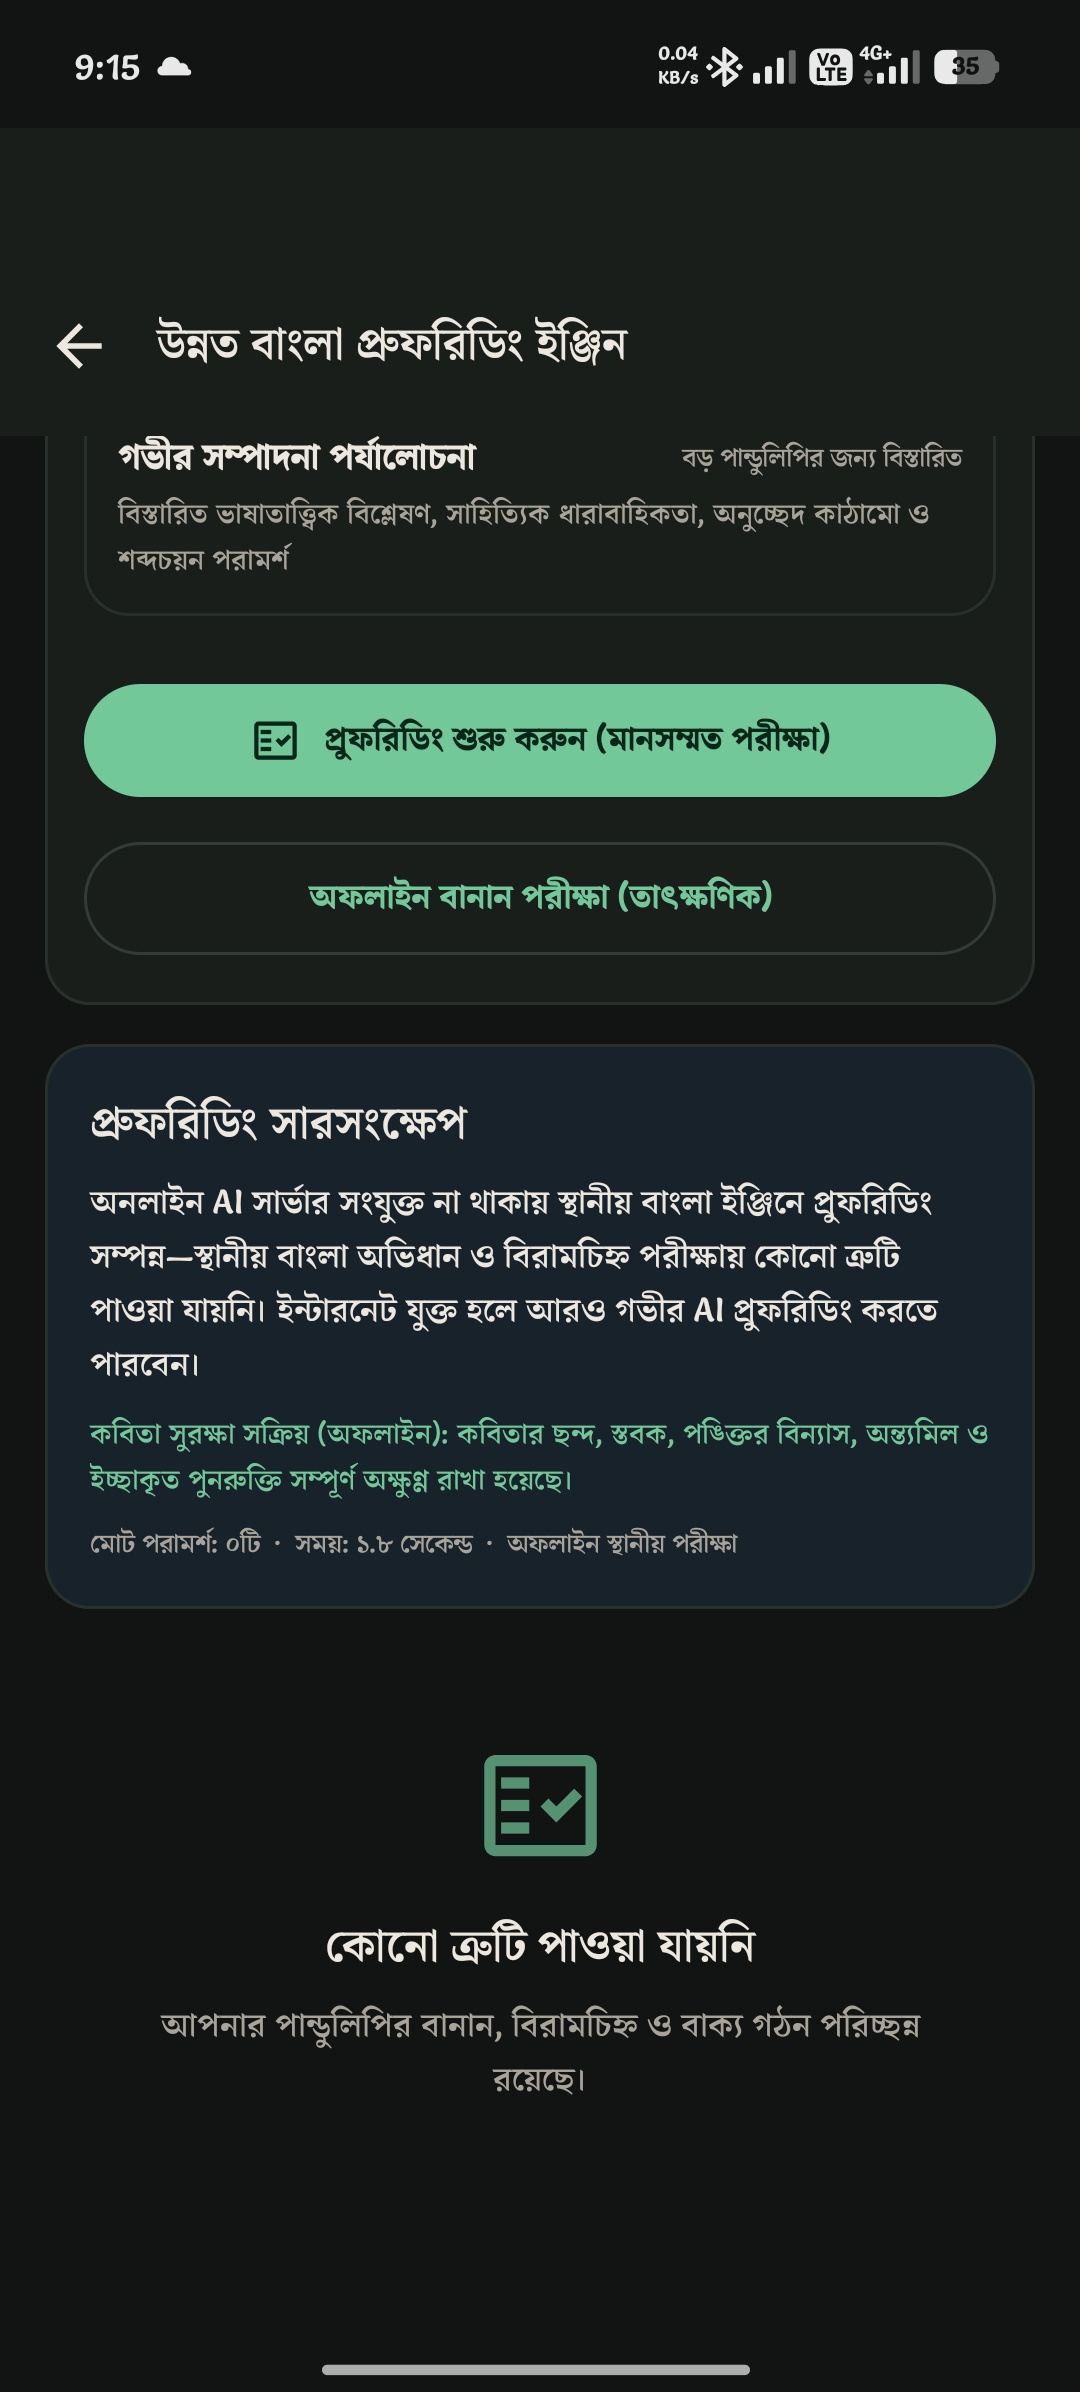 9:15
0.04 KB/s
Vo LTE
4G+
35
উন্নত বাংলা প্রুফরিডিং ইঞ্জিন
গভীর সম্পাদনা পর্যালোচনা
বড় পান্ডুলিপির জন্য বিস্তারিত
বিস্তারিত ভাষাতাত্ত্বিক বিশ্লেষণ, সাহিত্যিক ধারাবাহিকতা, অনুচ্ছেদ কাঠামো ও
শব্দচয়ন পরামর্শ
প্রুফরিডিং শুরু করুন (মানসম্মত পরীক্ষা)
অফলাইন বানান পরীক্ষা (তাৎক্ষণিক)
প্রুফরিডিং সারসংক্ষেপ
অনলাইন AI সার্ভার সংযুক্ত না থাকায় স্থানীয় বাংলা ইঞ্জিনে প্রুফরিডিং
সম্পন্ন—স্থানীয় বাংলা অভিধান ও বিরামচিহ্ন পরীক্ষায় কোনো ত্রুটি
পাওয়া যায়নি। ইন্টারনেট যুক্ত হলে আরও গভীর AI প্রুফরিডিং করতে
পারবেন।
কবিতা সুরক্ষা সক্রিয় (অফলাইন): কবিতার ছন্দ, স্তবক, পঙক্তির বিন্যাস, অন্ত্যমিল ও
ইচ্ছাকৃত পুনরুক্তি সম্পূর্ণ অক্ষুণ্ণ রাখা হয়েছে।
মোট পরামর্শ: ০টি · সময়: ১.৮ সেকেন্ড · অফলাইন স্থানীয় পরীক্ষা
কোনো ত্রুটি পাওয়া যায়নি
আপনার পান্ডুলিপির বানান, বিরামচিহ্ন ও বাক্য গঠন পরিচ্ছন্ন
রয়েছে।